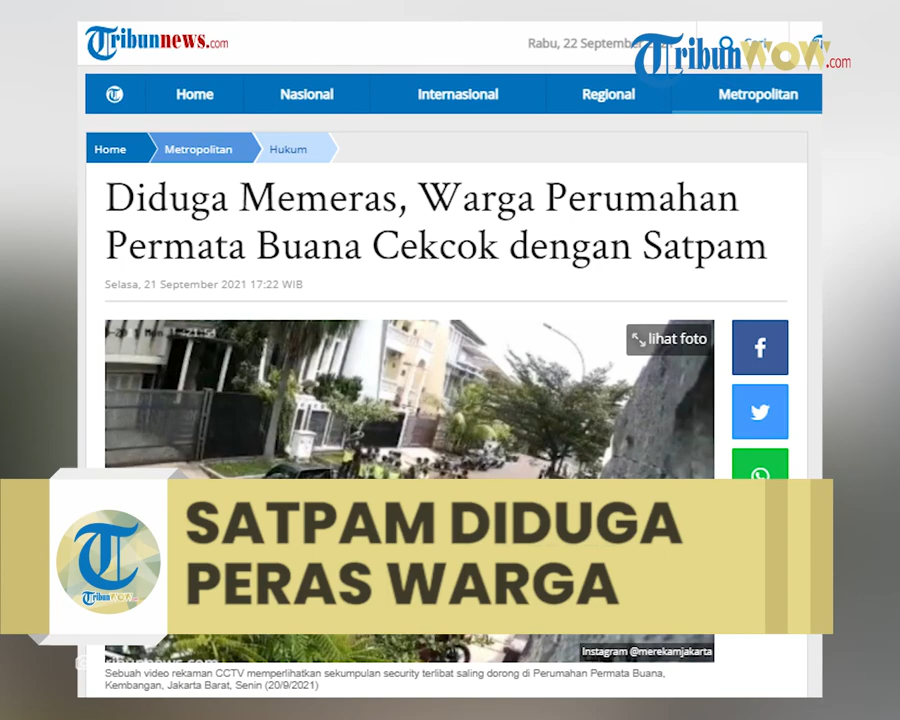 Tribunnews.com
Rabu, 22 September
TribunWOW.com
Home Nasional Internasional Regional Metropolitan
Home Metropolitan Hukum
Diduga Memeras, Warga Perumahan
Permata Buana Cekcok dengan Satpam
Selasa, 21 September 2021 17:22 WIB
lihat foto
SATPAM DIDUGA
PERAS WARGA
TribunWOW.com
Instagram @merekamjakarta
Sebuah video rekaman CCTV memperlihatkan sekumpulan security terlibat saling dorong di Perumahan Permata Buana,
Kembangan, Jakarta Barat, Senin (20/9/2021)